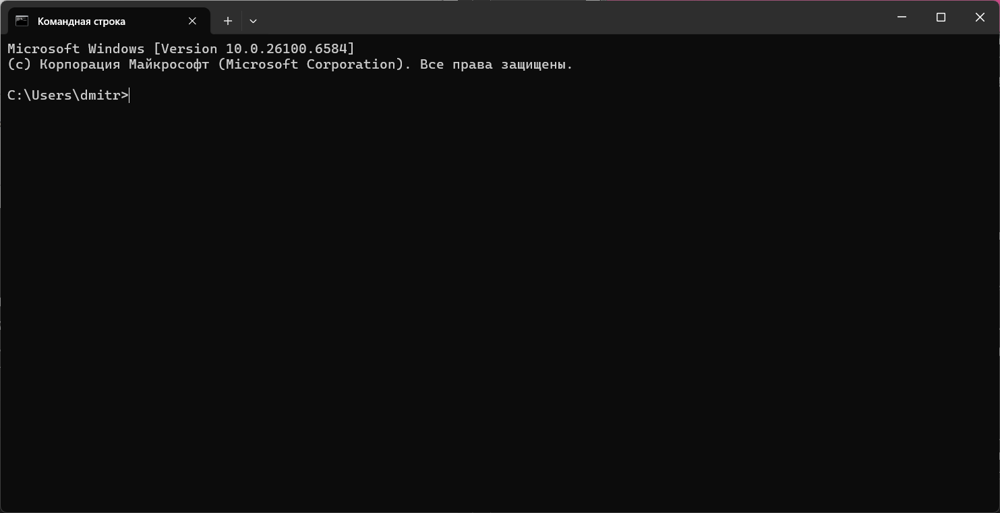 Командная строка
Microsoft Windows [Version 10.0.26100.6584]
(c) Корпорация Майкрософт (Microsoft Corporation). Все права защищены.
C:\Users\dmitr>